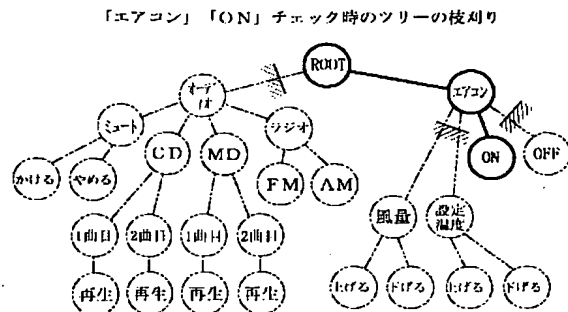 「エアコン」「ON」チェック時のツリーの枝刈り
ROOT
オーディオ
エアコン
ミュート
CD
MD
ラジオ
ON
OFF
かける
やめる
FM
AM
風量
設定温度
1曲目
2曲目
1曲目
2曲目
再生
再生
再生
再生
上げる
下げる
上げる
下げる